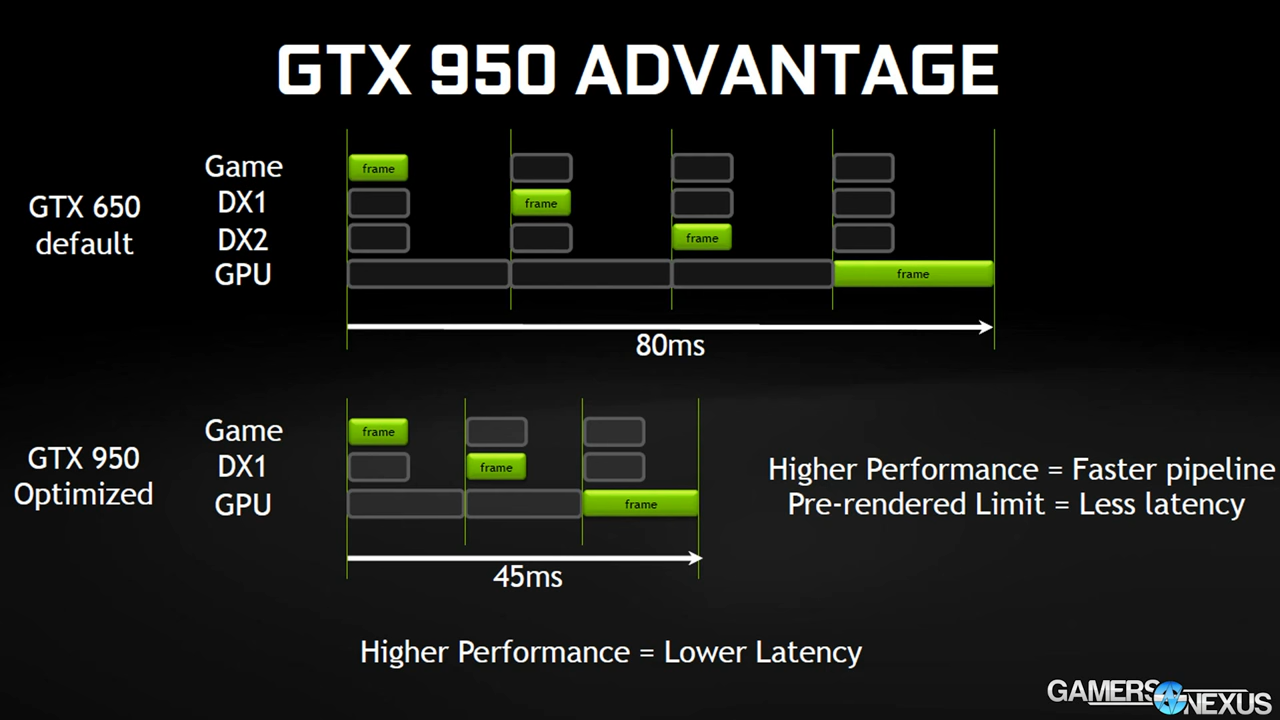 GTX 950 ADVANTAGE
GTX 650
default
Game
DX1
DX2
GPU
frame
frame
frame
frame
80ms
GTX 950
Optimized
Game
DX1
GPU
frame
frame
frame
45ms
Higher Performance = Faster pipeline
Pre-rendered Limit = Less latency
Higher Performance = Lower Latency
GAMERS NEXUS